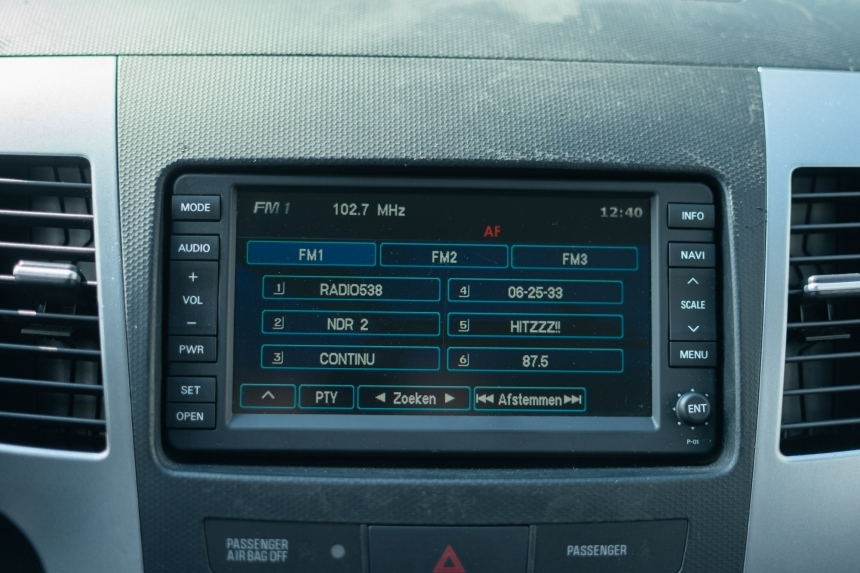 MODE
FM 1 102.7 MHz 12:40
INFO
AF
AUDIO
FM1 FM2 FM3
NAVI
+
VOL
−
1 RADIO538
4 06-25-33
SCALE
2 NDR 2
5 HITZZZ!!
PWR
3 CONTINU
6 87.5
MENU
SET
PTY Zoeken Afstemmen
ENT
OPEN
P-01
PASSENGER
AIR BAG OFF
PASSENGER